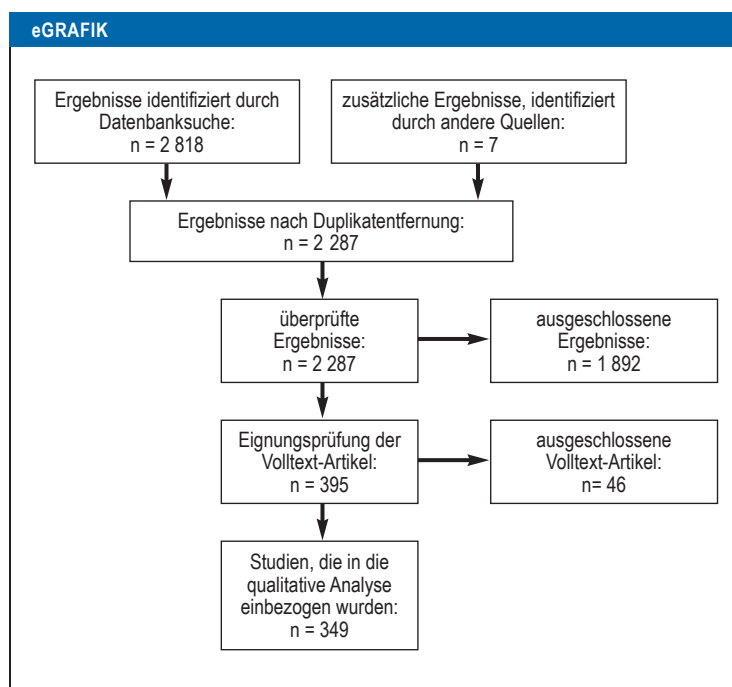 eGRAFIK
Ergebnisse identifiziert durch
Datenbanksuche:
n = 2 818
zusätzliche Ergebnisse, identifiziert
durch andere Quellen:
n = 7
Ergebnisse nach Duplikatentfernung:
n = 2 287
überprüfte
Ergebnisse:
n = 2 287
ausgeschlossene
Ergebnisse:
n = 1 892
Eignungsprüfung der
Volltext-Artikel:
n = 395
ausgeschlossene
Volltext-Artikel:
n= 46
Studien, die in die
qualitative Analyse
einbezogen wurden:
n = 349